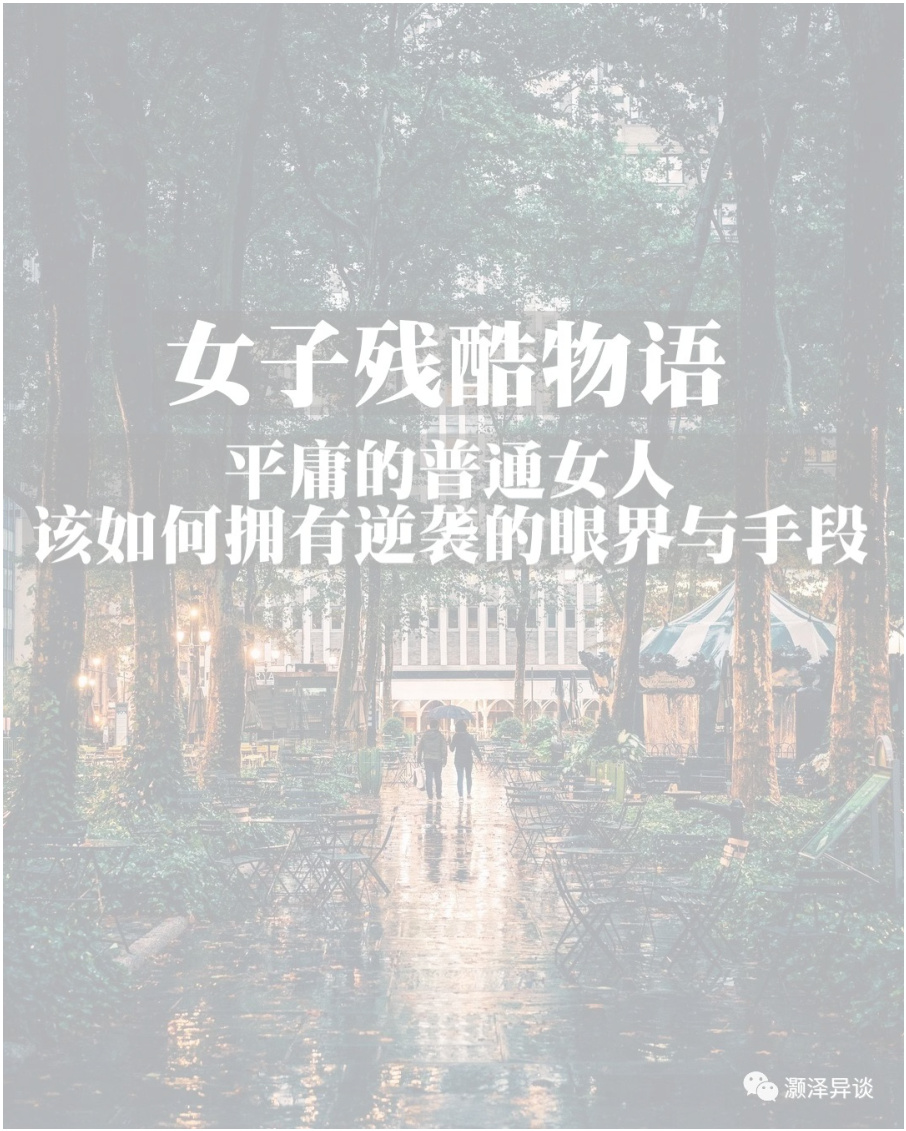 女子残酷物语
平庸的普通女人
该如何拥有逆袭的眼界与手段
灏泽异谈